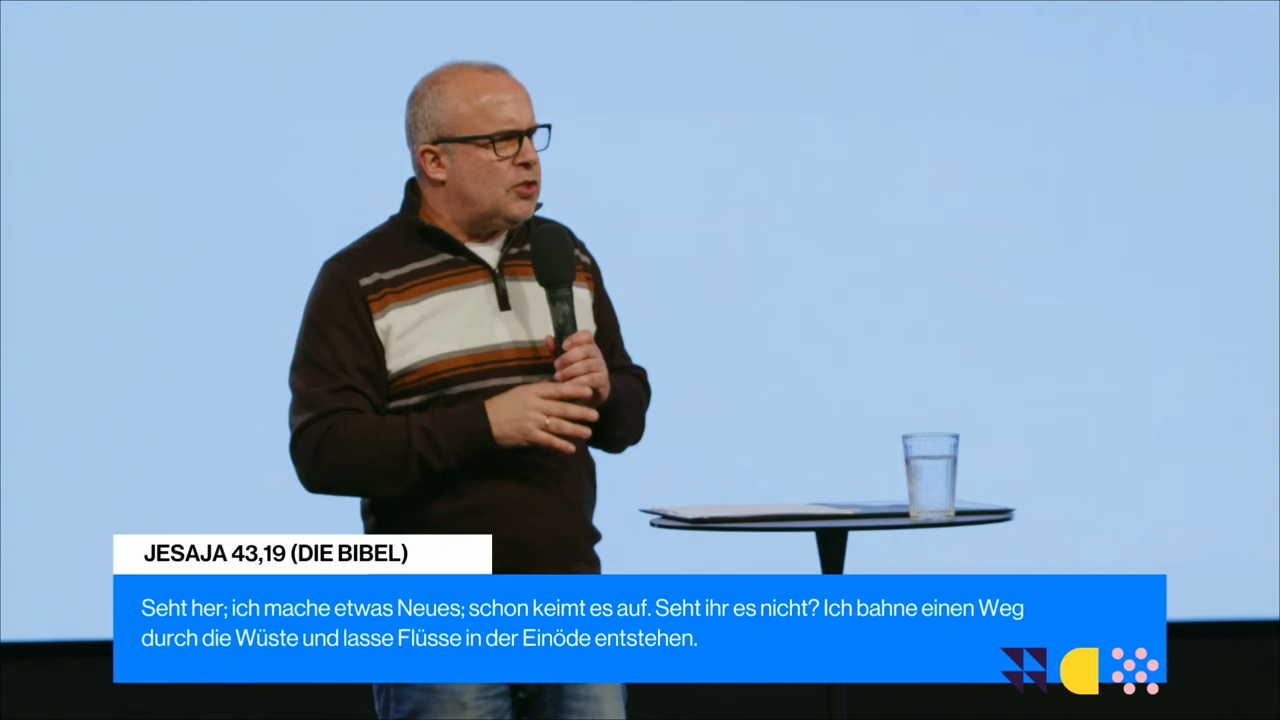 JESAJA 43,19 (DIE BIBEL)
Seht her; ich mache etwas Neues; schon keimt es auf. Seht ihr es nicht? Ich bahne einen Weg
durch die Wüste und lasse Flüsse in der Einöde entstehen.